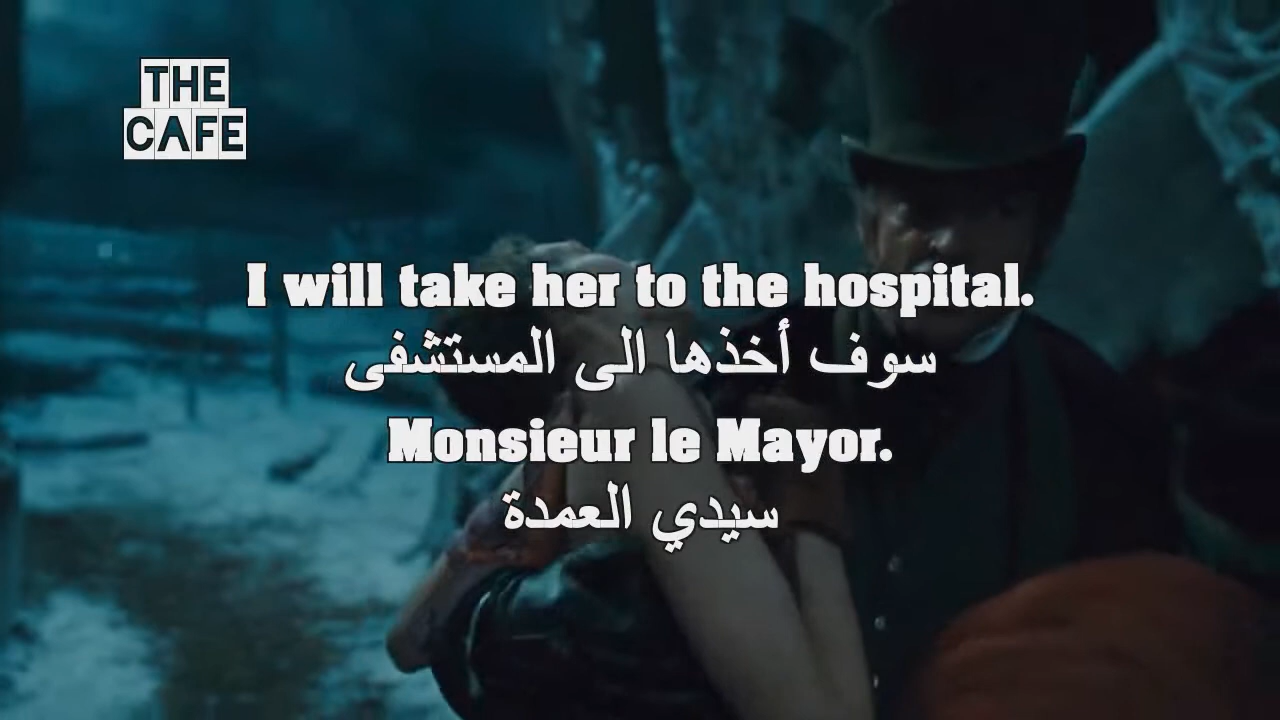 THE
CAFE
I will take her to the hospital.
سوف أخذها الى المستشفى
Monsieur le Mayor.
سيدي العمدة